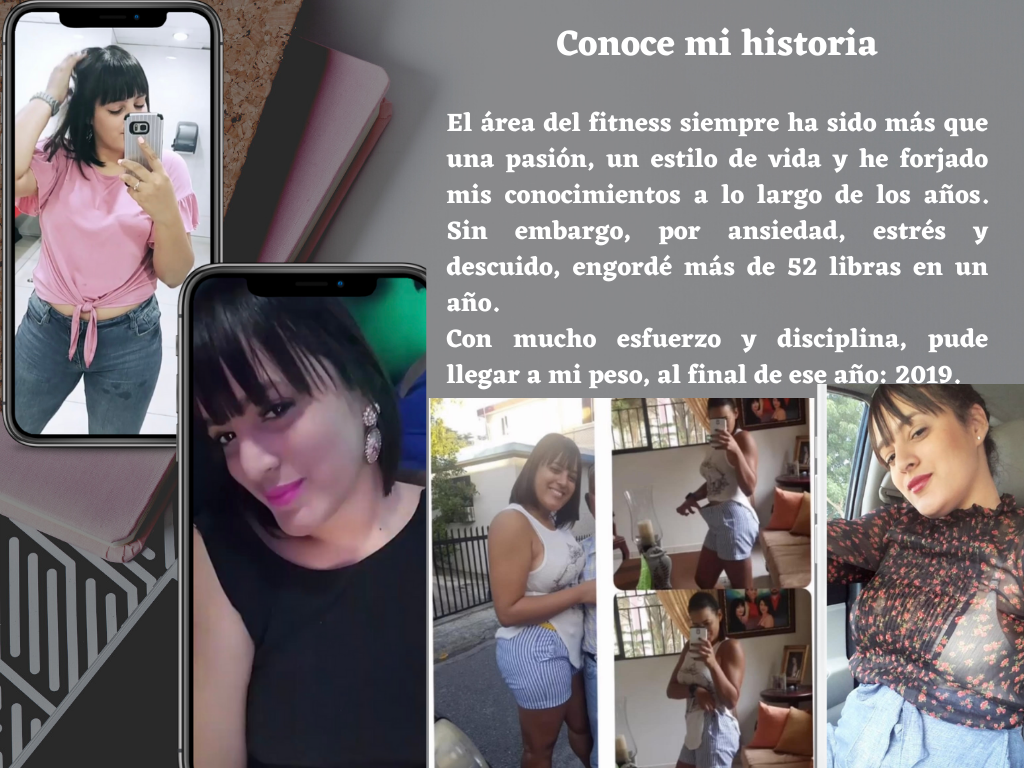 Conoce mi historia
El área del fitness siempre ha sido más que
una pasión, un estilo de vida y he forjado
mis conocimientos a lo largo de los años.
Sin embargo, por ansiedad, estrés y
descuido, engordé más de 52 libras en un
año.
Con mucho esfuerzo y disciplina, pude
llegar a mi peso, al final de ese año: 2019.